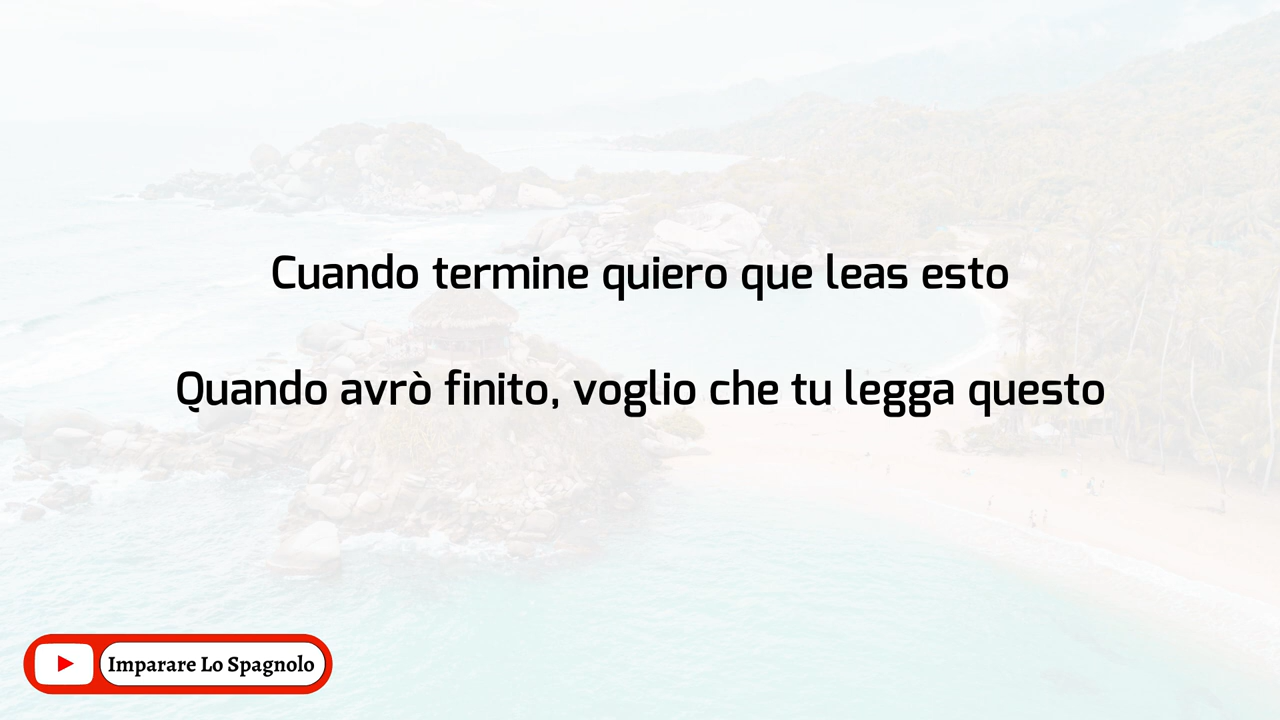 Cuando termine quiero que leas esto
Quando avrò finito, voglio che tu legga questo
Imparare Lo Spagnolo